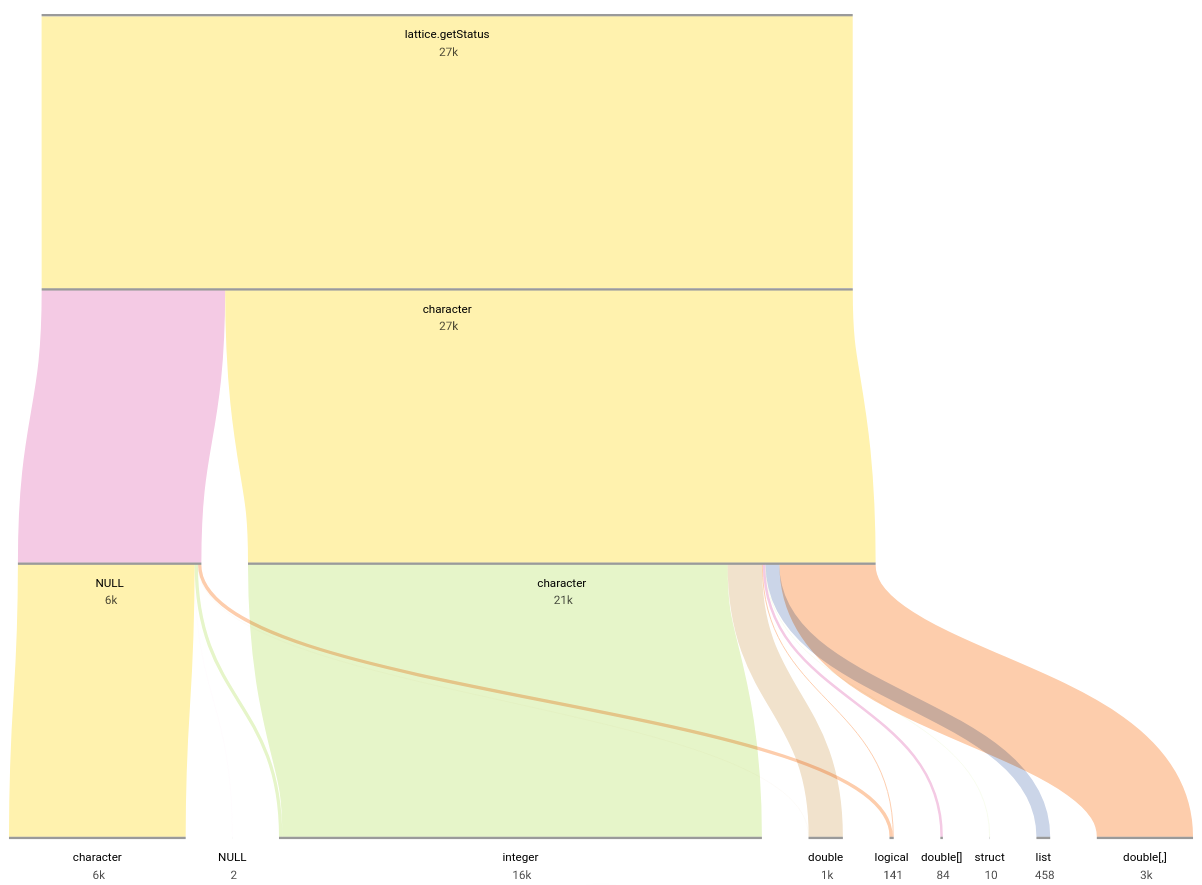 lattice.getStatus
27k
character
27k
NULL
6k
character
21k
character
6k
NULL
2
integer
16k
double
1k
logical
141
double[]
84
struct
10
list
458
double[,]
3k